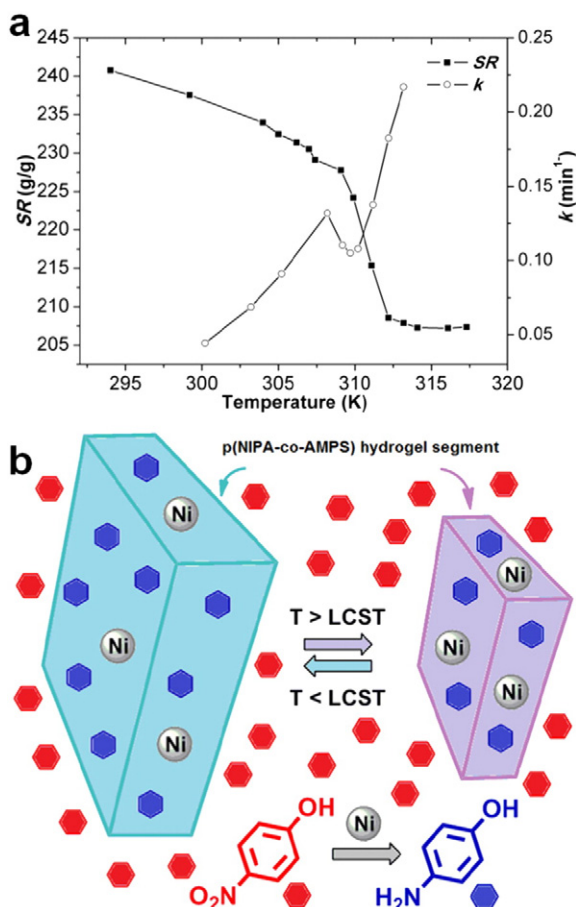 a
245
240
235
230
225
220
215
210
205
SR (g/g)
SR
k
0.25
0.20
0.15
0.10
0.05
k (min⁻¹)
295 300 305 310 315 320
Temperature (K)
b
p(NIPA-co-AMPS) hydrogel segment
Ni
Ni
Ni
Ni
Ni
Ni
T > LCST
T < LCST
OH
Ni
OH
O₂N
H₂N